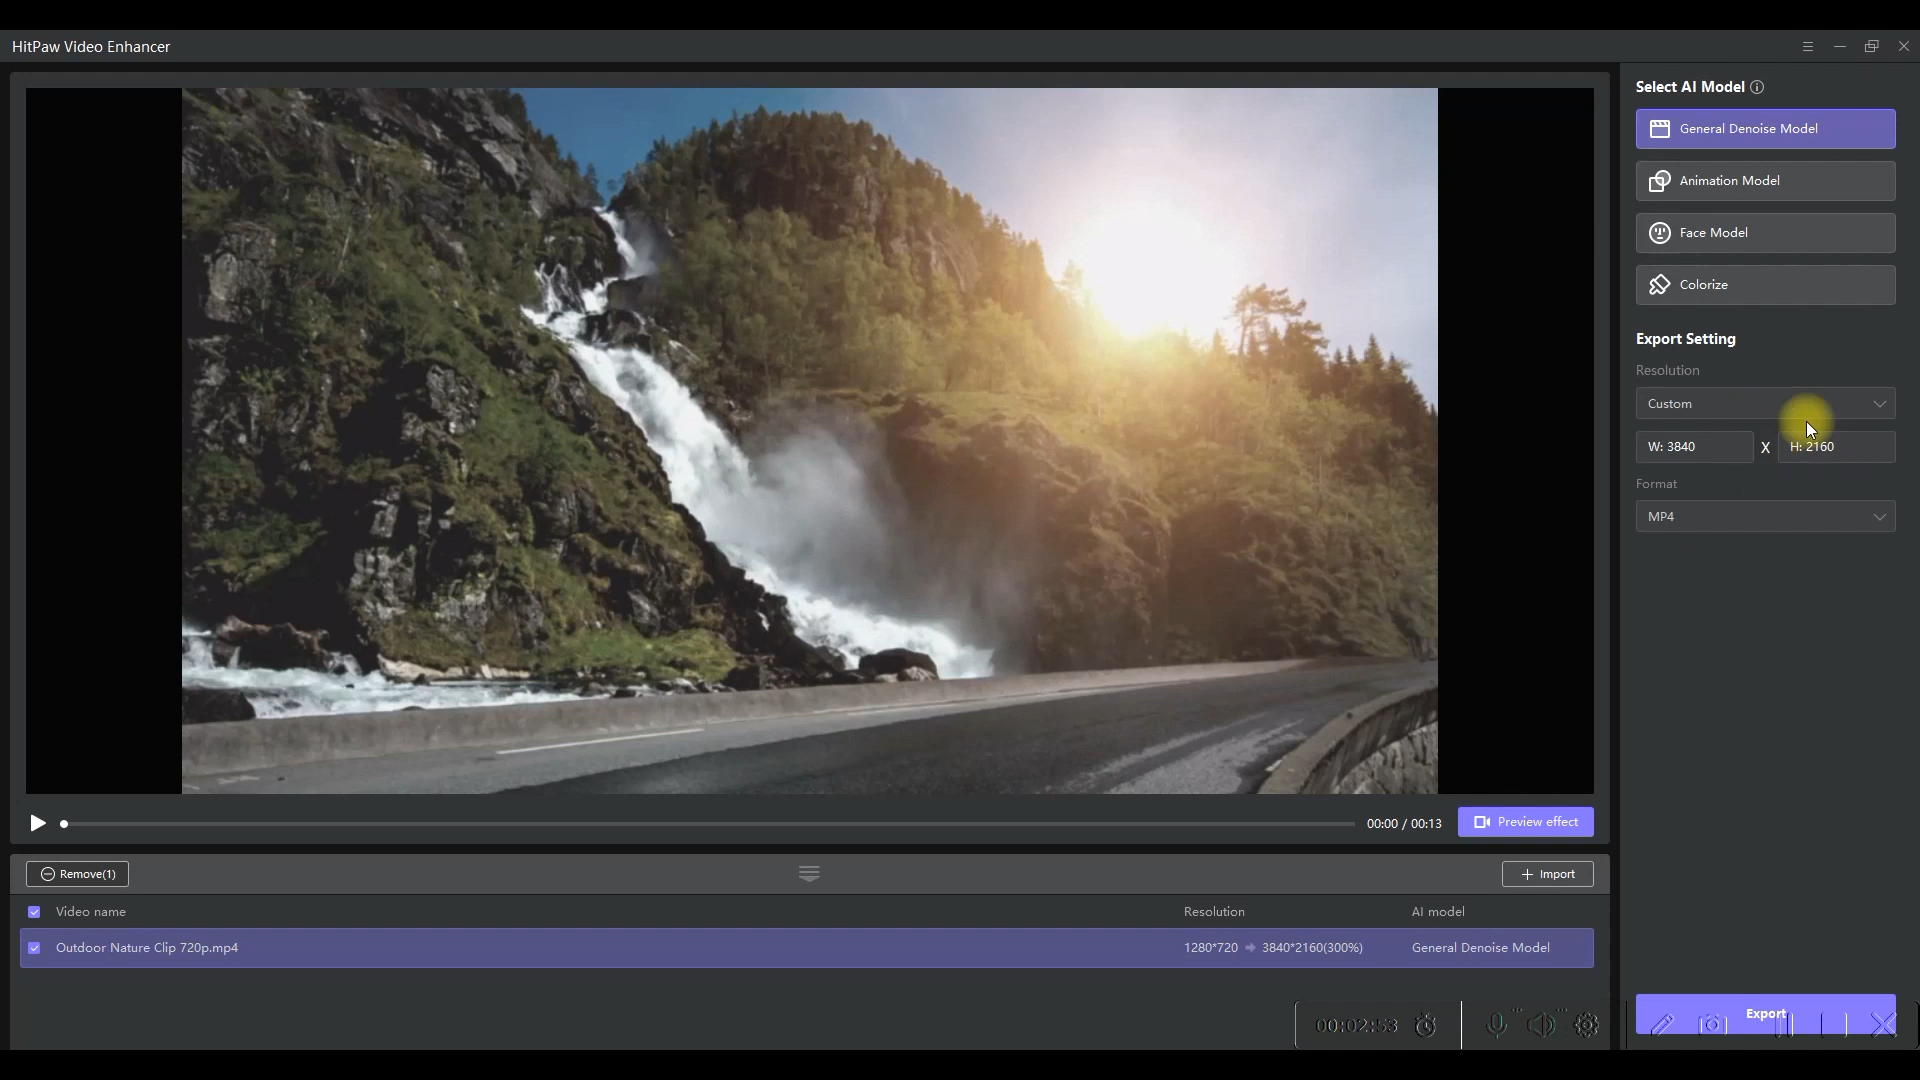 HitPaw Video Enhancer
Select AI Model
General Denoise Model
Animation Model
Face Model
Colorize
Export Setting
Resolution
Custom
W: 3840 X H: 2160
Format
MP4
00:00 / 00:13
Preview effect
Remove(1)
Import
Video name Resolution AI model
Outdoor Nature Clip 720p.mp4 1280*720 3840*2160(300%) General Denoise Model
Export
00:02:53